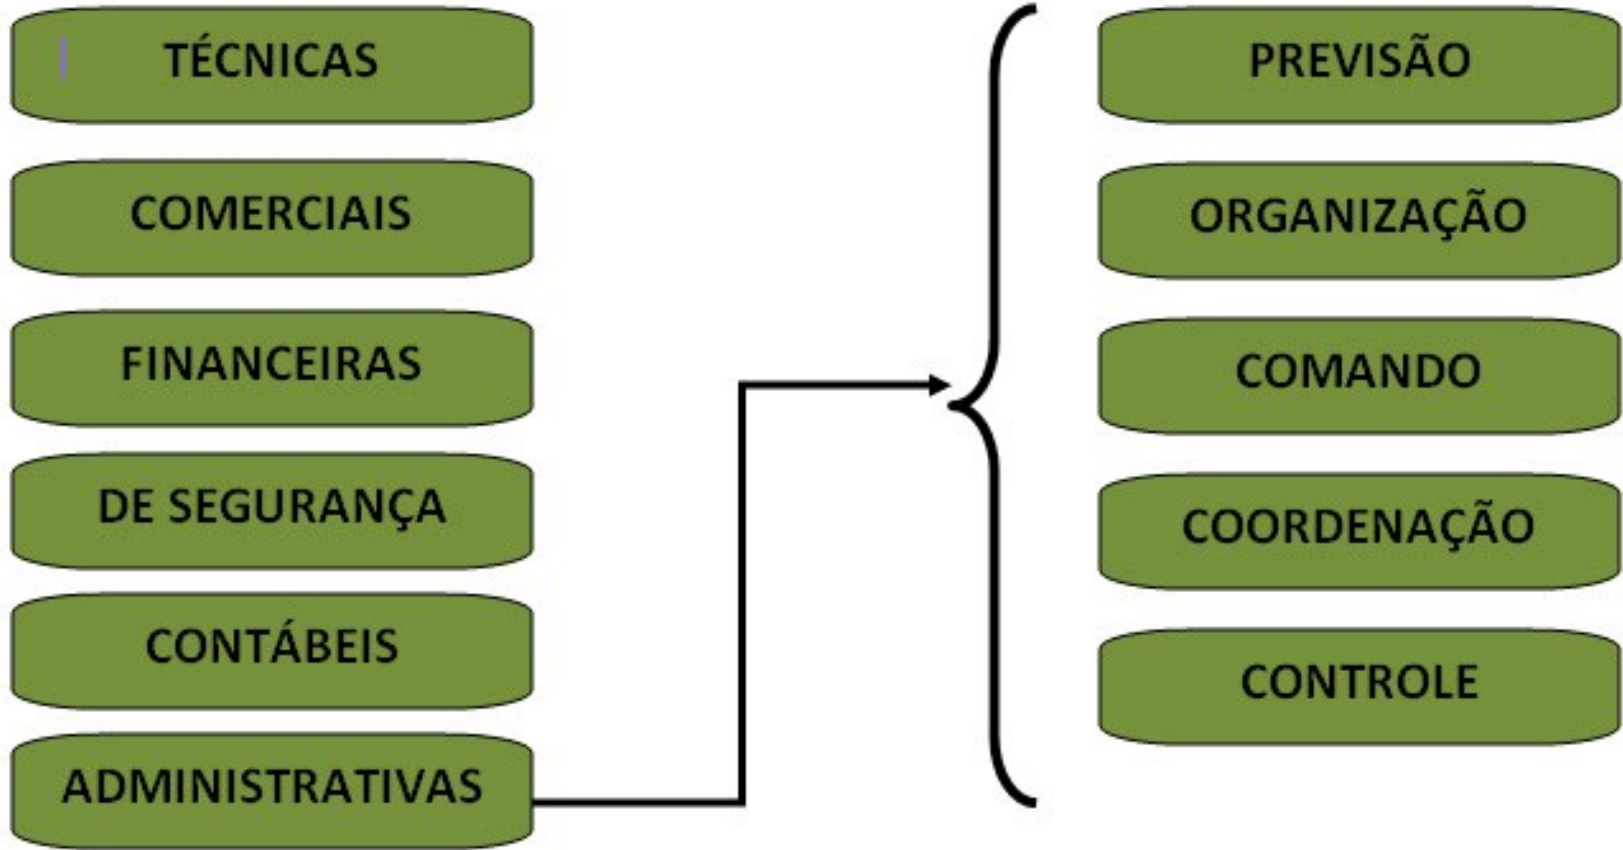 TÉCNICAS
COMERCIAIS
FINANCEIRAS
DE SEGURANÇA
CONTÁBEIS
ADMINISTRATIVAS
PREVISÃO
ORGANIZAÇÃO
COMANDO
COORDENAÇÃO
CONTROLE